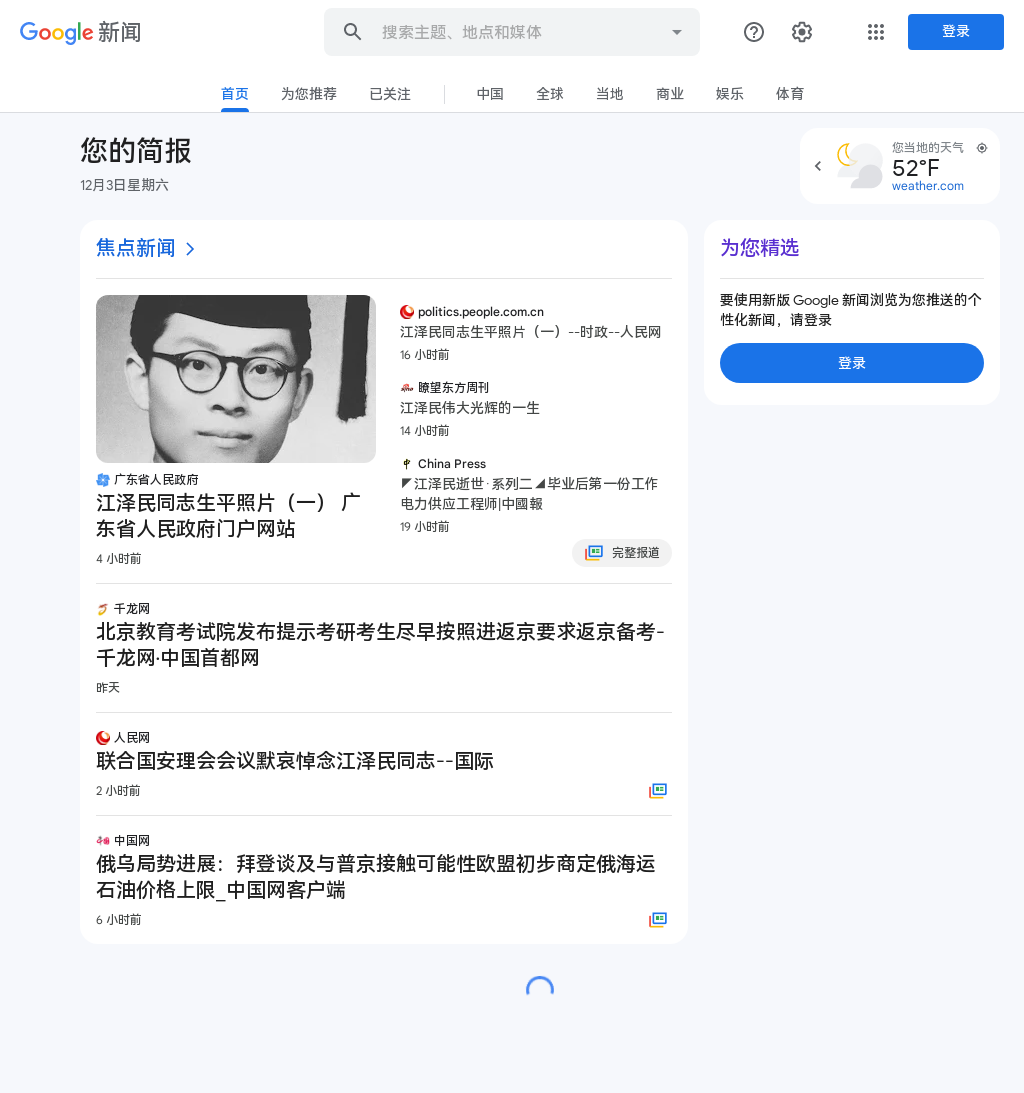 Google 新闻
搜索主题、地点和媒体
登录
首页 为您推荐 已关注 中国 全球 当地 商业 娱乐 体育
您的简报
12月3日星期六
您当地的天气
52°F
weather.com
焦点新闻
广东省人民政府
江泽民同志生平照片（一） 广
东省人民政府门户网站
4 小时前
politics.people.com.cn
江泽民同志生平照片（一）--时政--人民网
16 小时前
瞭望东方周刊
江泽民伟大光辉的一生
14 小时前
China Press
◤江泽民逝世·系列二◢毕业后第一份工作
电力供应工程师|中國報
19 小时前
完整报道
千龙网
北京教育考试院发布提示考研考生尽早按照进返京要求返京备考-
千龙网·中国首都网
昨天
人民网
联合国安理会会议默哀悼念江泽民同志--国际
2 小时前
中国网
俄乌局势进展：拜登谈及与普京接触可能性欧盟初步商定俄海运
石油价格上限_中国网客户端
6 小时前
为您精选
要使用新版 Google 新闻浏览为您推送的个
性化新闻，请登录
登录